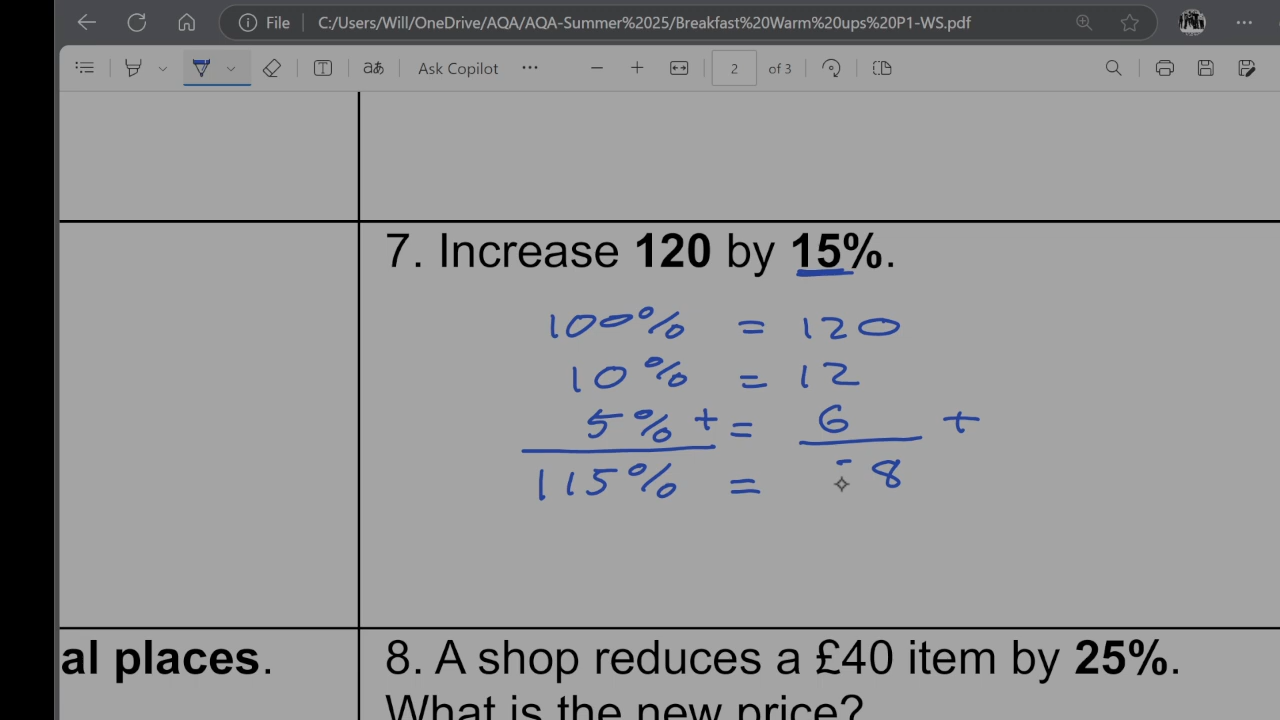 File C:/Users/Will/OneDrive/AQA/AQA-Summer%2025/Breakfast%20Warm%20ups%20P1-WS.pdf
Ask Copilot 2 of 3
7. Increase 120 by 15%.
100% = 120
10% = 12
5% + = 6 +
115% = 8
al places.
8. A shop reduces a £40 item by 25%.
What is the new price?